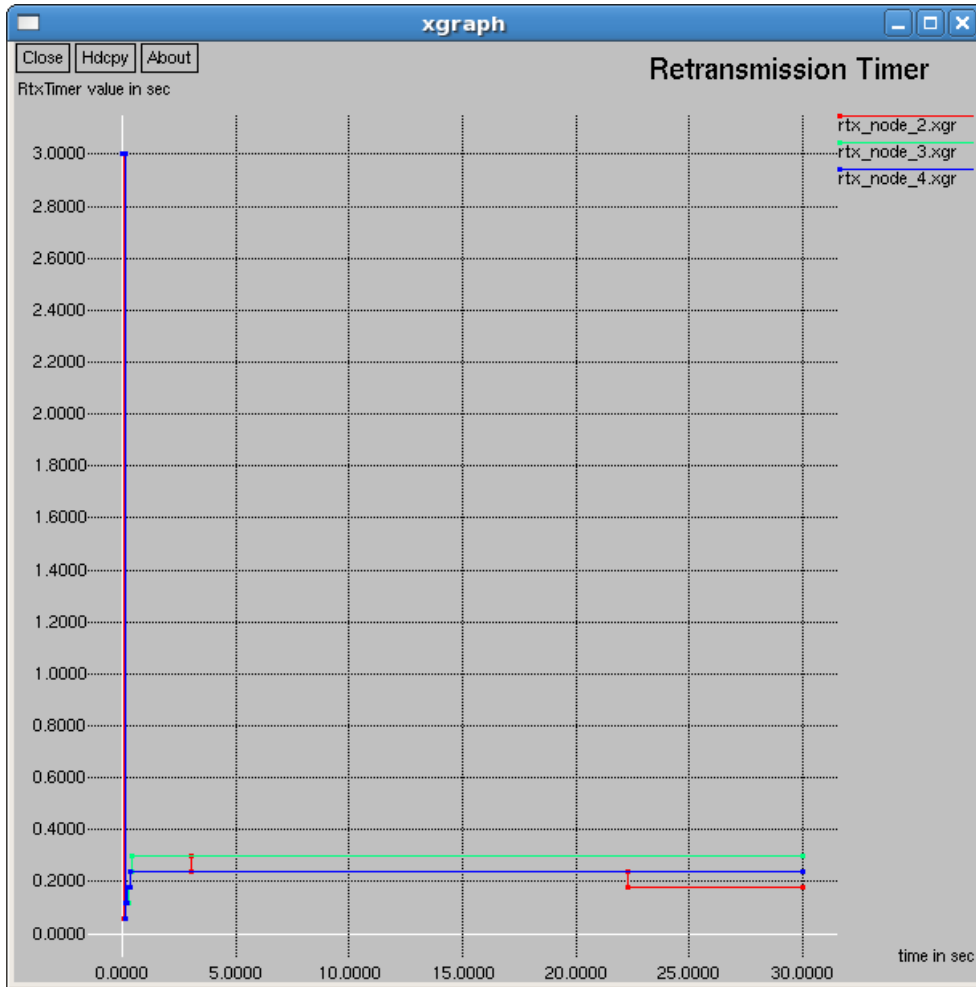 xgraph
Close Hdcpy About
Retransmission Timer
RtxTimer value in sec
rtx_node_2.xgr
rtx_node_3.xgr
rtx_node_4.xgr
3.0000
2.8000
2.6000
2.4000
2.2000
2.0000
1.8000
1.6000
1.4000
1.2000
1.0000
0.8000
0.6000
0.4000
0.2000
0.0000
time in sec
0.0000 5.0000 10.0000 15.0000 20.0000 25.0000 30.0000